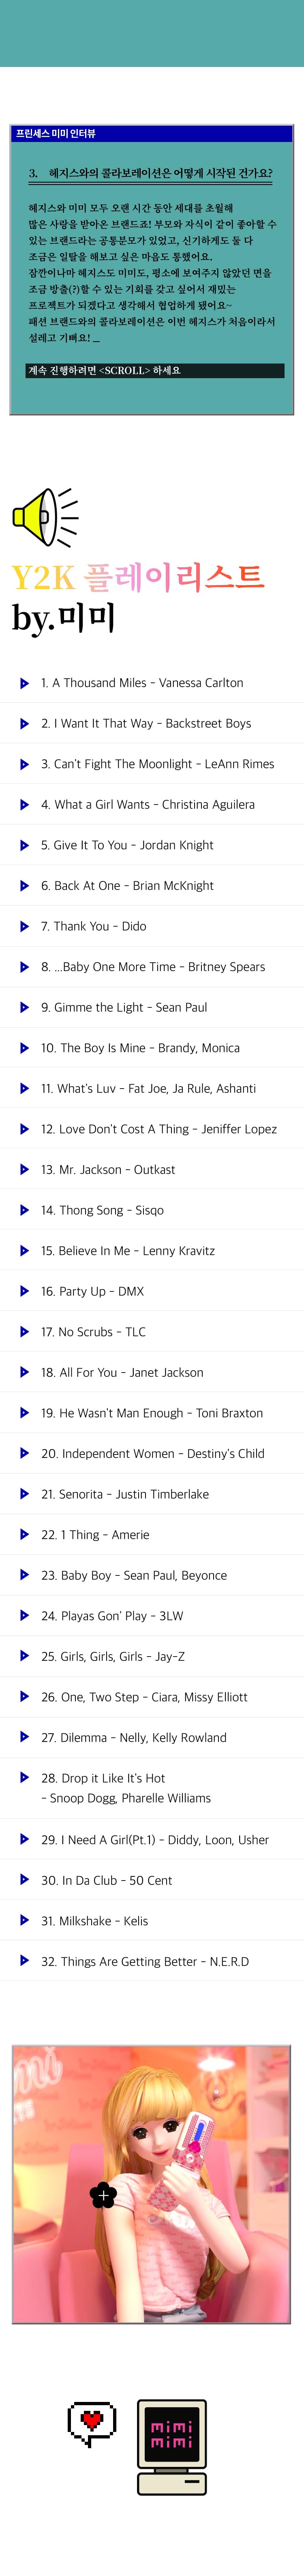 프린세스 미미 인터뷰
3. 헤지스와의 콜라보레이션은 어떻게 시작된 건가요?
헤지스와 미미 모두 오랜 시간 동안 세대를 초월해
많은 사랑을 받아온 브랜드죠! 부모와 자식이 같이 좋아할 수
있는 브랜드라는 공통분모가 있었고, 신기하게도 둘 다
조금은 일탈을 해보고 싶은 마음도 통했어요.
잠깐이나마 헤지스도 미미도, 평소에 보여주지 않았던 면을
조금 방출(?)할 수 있는 기회를 갖고 싶어서 재밌는
프로젝트가 되겠다고 생각해서 협업하게 됐어요~
패션 브랜드와의 콜라보레이션은 이번 헤지스가 처음이라서
설레고 기뻐요! _
계속 진행하려면 <SCROLL> 하세요
Y2K 플레이리스트
by.미미
1. A Thousand Miles - Vanessa Carlton
2. I Want It That Way - Backstreet Boys
3. Can't Fight The Moonlight - LeAnn Rimes
4. What a Girl Wants - Christina Aguilera
5. Give It To You - Jordan Knight
6. Back At One - Brian McKnight
7. Thank You - Dido
8. ...Baby One More Time - Britney Spears
9. Gimme the Light - Sean Paul
10. The Boy Is Mine - Brandy, Monica
11. What's Luv - Fat Joe, Ja Rule, Ashanti
12. Love Don't Cost A Thing - Jeniffer Lopez
13. Mr. Jackson - Outkast
14. Thong Song - Sisqo
15. Believe In Me - Lenny Kravitz
16. Party Up - DMX
17. No Scrubs - TLC
18. All For You - Janet Jackson
19. He Wasn't Man Enough - Toni Braxton
20. Independent Women - Destiny's Child
21. Senorita - Justin Timberlake
22. 1 Thing - Amerie
23. Baby Boy - Sean Paul, Beyonce
24. Playas Gon' Play - 3LW
25. Girls, Girls, Girls - Jay-Z
26. One, Two Step - Ciara, Missy Elliott
27. Dilemma - Nelly, Kelly Rowland
28. Drop it Like It's Hot
- Snoop Dogg, Pharelle Williams
29. I Need A Girl(Pt.1) - Diddy, Loon, Usher
30. In Da Club - 50 Cent
31. Milkshake - Kelis
32. Things Are Getting Better - N.E.R.D
mimi
mimi